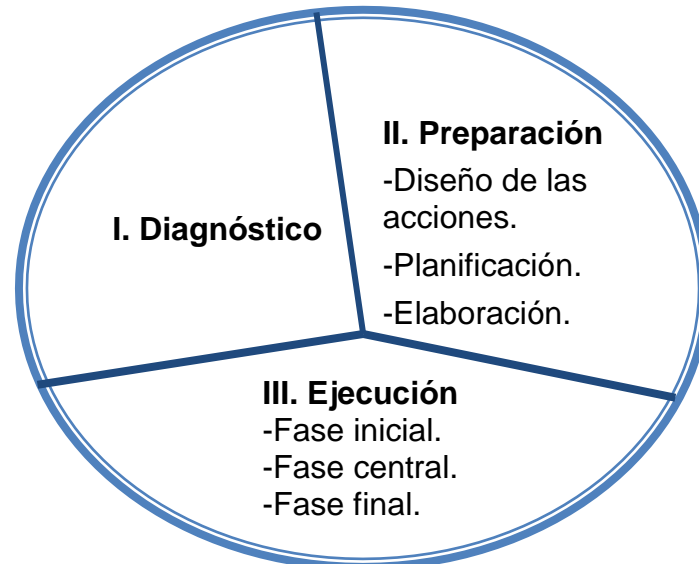 I. Diagnóstico
II. Preparación
-Diseño de las
acciones.
-Planificación.
-Elaboración.
III. Ejecución
-Fase inicial.
-Fase central.
-Fase final.